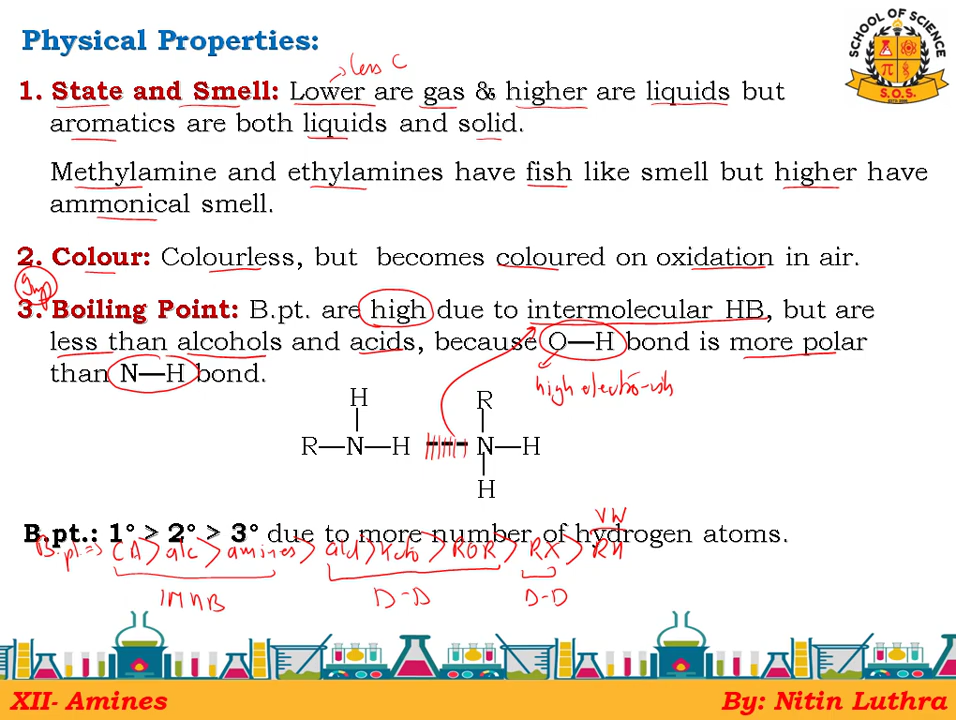 Physical Properties:
SCHOOL OF SCIENCE
S.O.S.
less C
1. State and Smell: Lower are gas & higher are liquids but
aromatics are both liquids and solid.
Methylamine and ethylamines have fish like smell but higher have
ammonical smell.
2. Colour: Colourless, but becomes coloured on oxidation in air.
Imp
3. Boiling Point: B.pt. are high due to intermolecular HB, but are
less than alcohols and acids, because O—H bond is more polar
than N—H bond.
high electro-ish
H R
R—N—H N—H
H
VW
B.pt.: 1° > 2° > 3° due to more number of hydrogen atoms.
B.pt => CA > alc > amines > ald > Keto > ROR > RX > RH
IMHB D-D D-D
XII- Amines By: Nitin Luthra